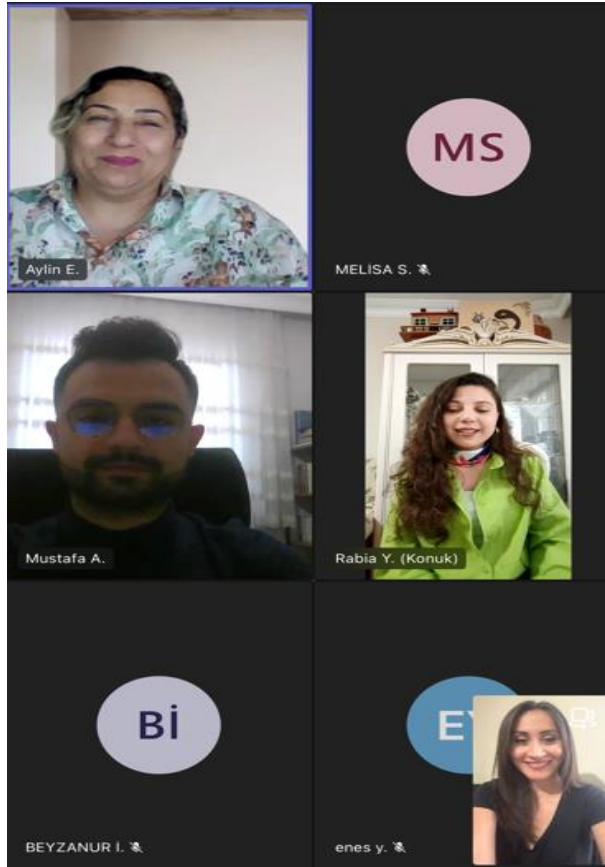 MS
Aylin E.
MELİSA S.
Mustafa A.
Rabia Y. (Konuk)
Bİ
BEYZANUR İ.
enes y.